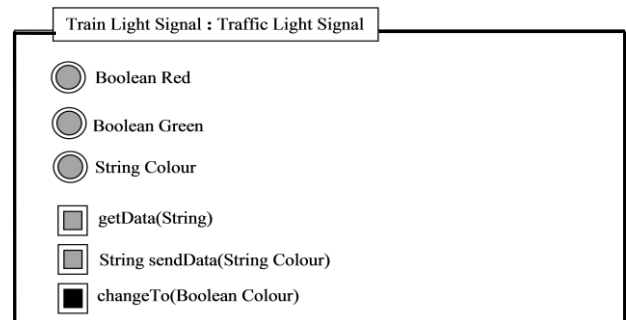 Train Light Signal : Traffic Light Signal
Boolean Red
Boolean Green
String Colour
getData(String)
String sendData(String Colour)
changeTo(Boolean Colour)